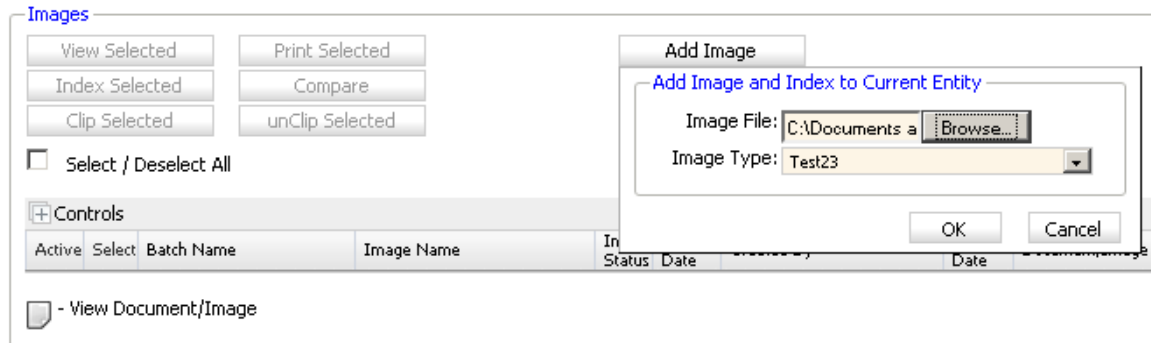 Images
View Selected Print Selected Add Image
Index Selected Compare
Clip Selected unClip Selected
Add Image and Index to Current Entity
Image File: C:\Documents a Browse...
Image Type: Test23
Select / Deselect All
OK Cancel
Controls
Active Select Batch Name Image Name Status Date Date
- View Document/Image